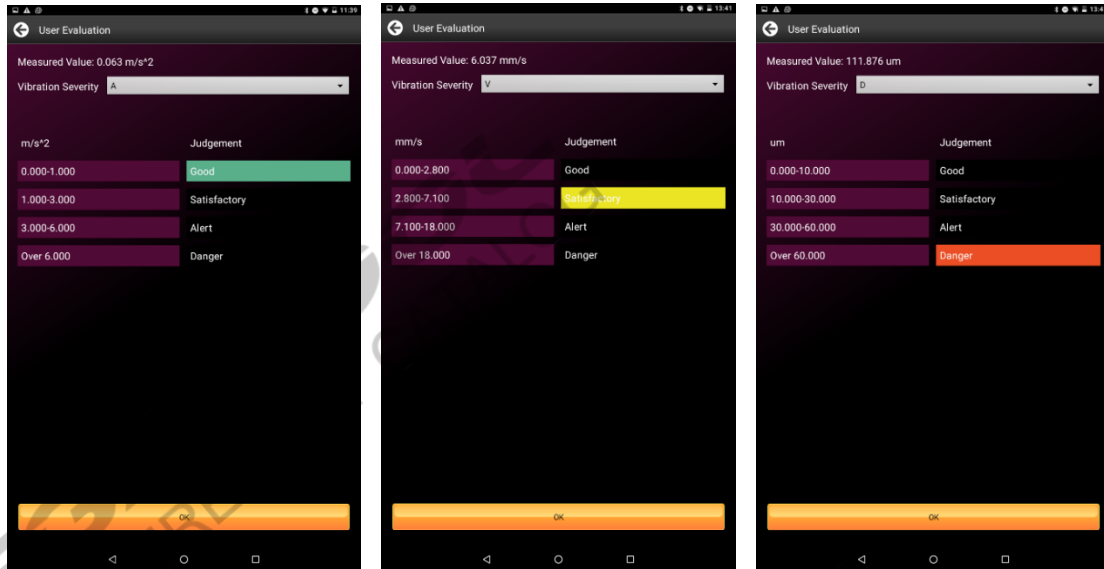 11:39
User Evaluation
Measured Value: 0.063 m/s^2
Vibration Severity A
m/s^2 Judgement
0.000-1.000 Good
1.000-3.000 Satisfactory
3.000-6.000 Alert
Over 6.000 Danger
OK
13:41
User Evaluation
Measured Value: 6.037 mm/s
Vibration Severity V
mm/s Judgement
0.000-2.800 Good
2.800-7.100 Satisfactory
7.100-18.000 Alert
Over 18.000 Danger
OK
User Evaluation
Measured Value: 111.876 um
Vibration Severity D
um Judgement
0.000-10.000 Good
10.000-30.000 Satisfactory
30.000-60.000 Alert
Over 60.000 Danger
OK